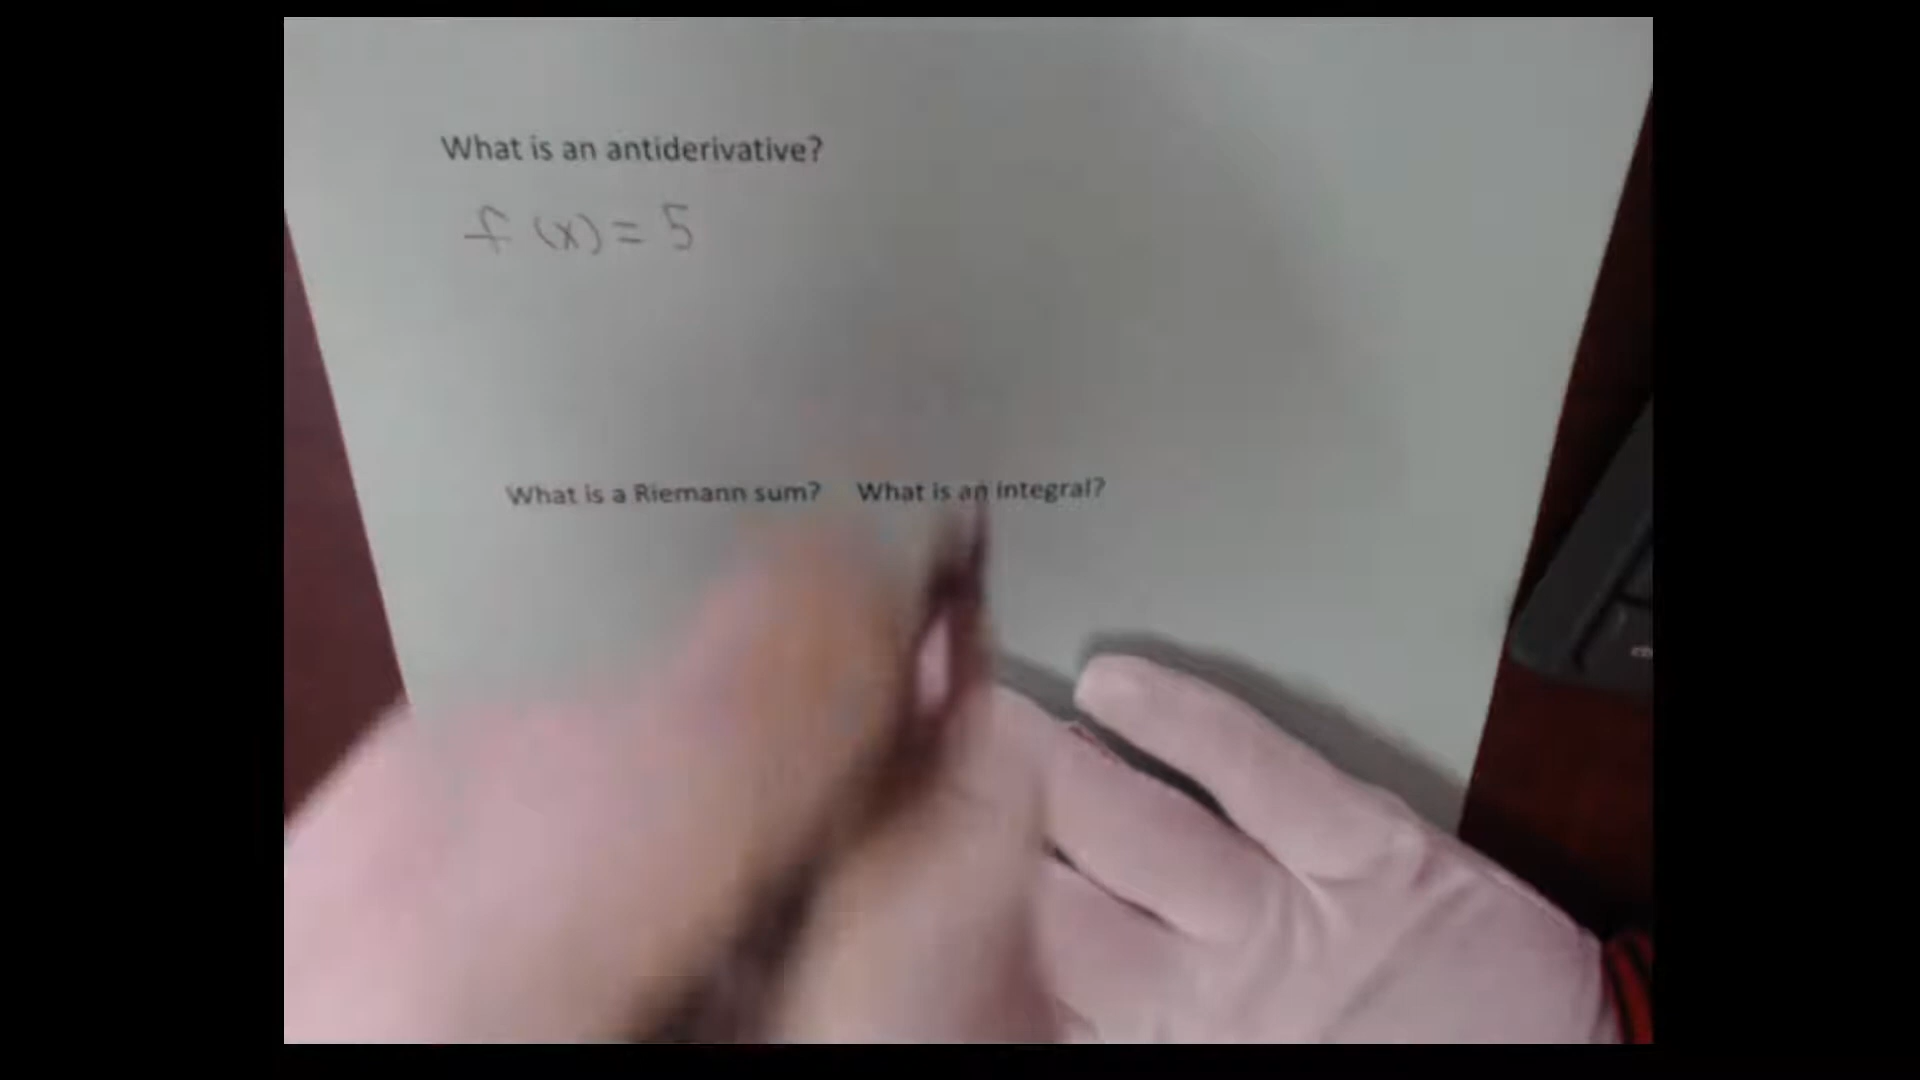 What is an antiderivative?
f (x) = 5
What is a Riemann sum? What is an integral?